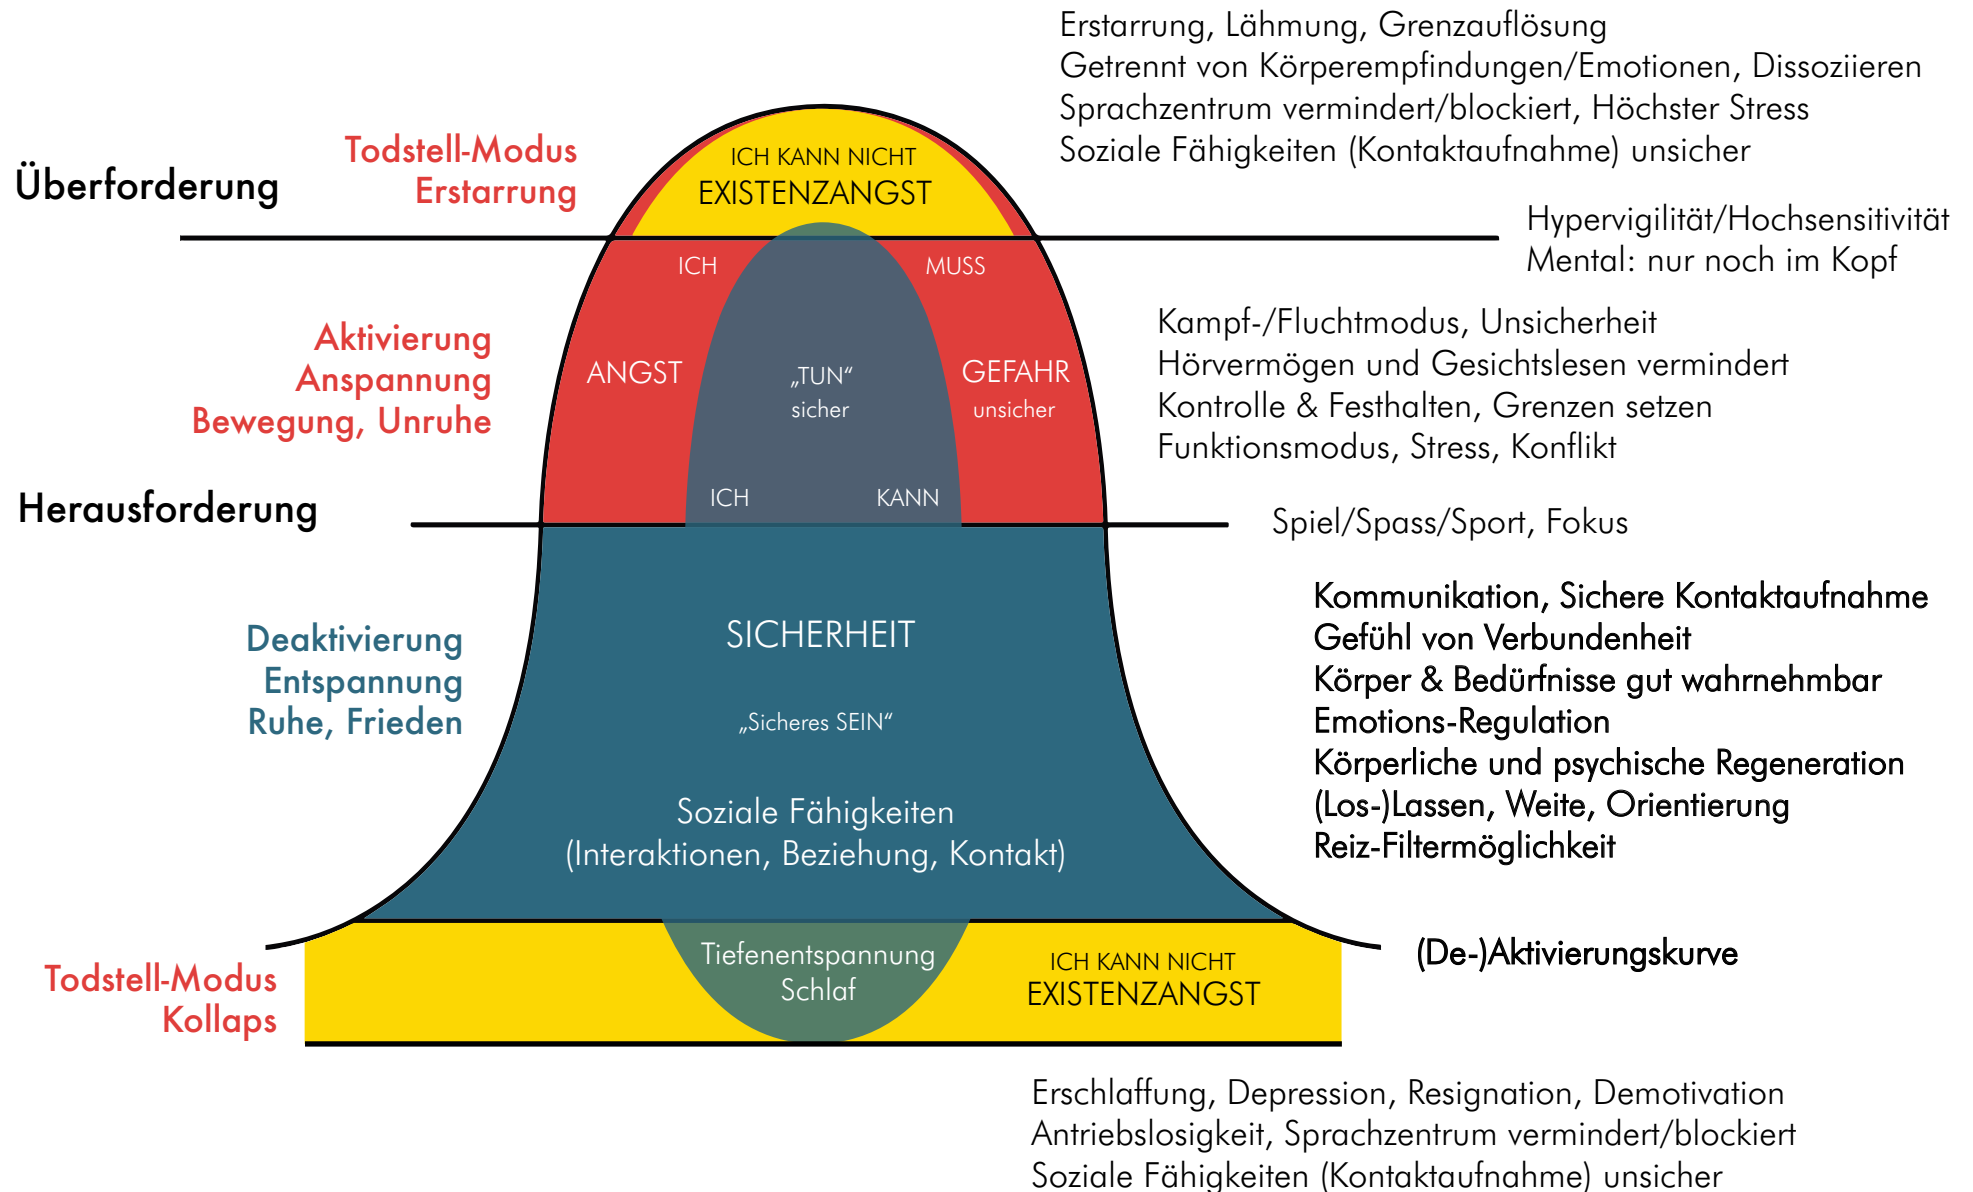 Erstarrung, Lähmung, Grenzauflösung
Getrennt von Körperempfindungen/Emotionen, Dissoziieren
Sprachzentrum vermindert/blockiert, Höchster Stress
Soziale Fähigkeiten (Kontaktaufnahme) unsicher
Überforderung
Todstell-Modus
Erstarrung
ICH KANN NICHT
EXISTENZANGST
Hypervigilität/Hochsensitivität
Mental: nur noch im Kopf
ICH MUSS
Aktivierung
Anspannung
Bewegung, Unruhe
ANGST
„TUN“
sicher
GEFAHR
unsicher
ICH KANN
Kampf-/Fluchtmodus, Unsicherheit
Hörvermögen und Gesichtslesen vermindert
Kontrolle & Festhalten, Grenzen setzen
Funktionsmodus, Stress, Konflikt
Herausforderung
Spiel/Spass/Sport, Fokus
Deaktivierung
Entspannung
Ruhe, Frieden
SICHERHEIT
„Sicheres SEIN“
Soziale Fähigkeiten
(Interaktionen, Beziehung, Kontakt)
Kommunikation, Sichere Kontaktaufnahme
Gefühl von Verbundenheit
Körper & Bedürfnisse gut wahrnehmbar
Emotions-Regulation
Körperliche und psychische Regeneration
(Los-)Lassen, Weite, Orientierung
Reiz-Filtermöglichkeit
(De-)Aktivierungskurve
Todstell-Modus
Kollaps
Tiefenentspannung
Schlaf
ICH KANN NICHT
EXISTENZANGST
Erschlaffung, Depression, Resignation, Demotivation
Antriebslosigkeit, Sprachzentrum vermindert/blockiert
Soziale Fähigkeiten (Kontaktaufnahme) unsicher